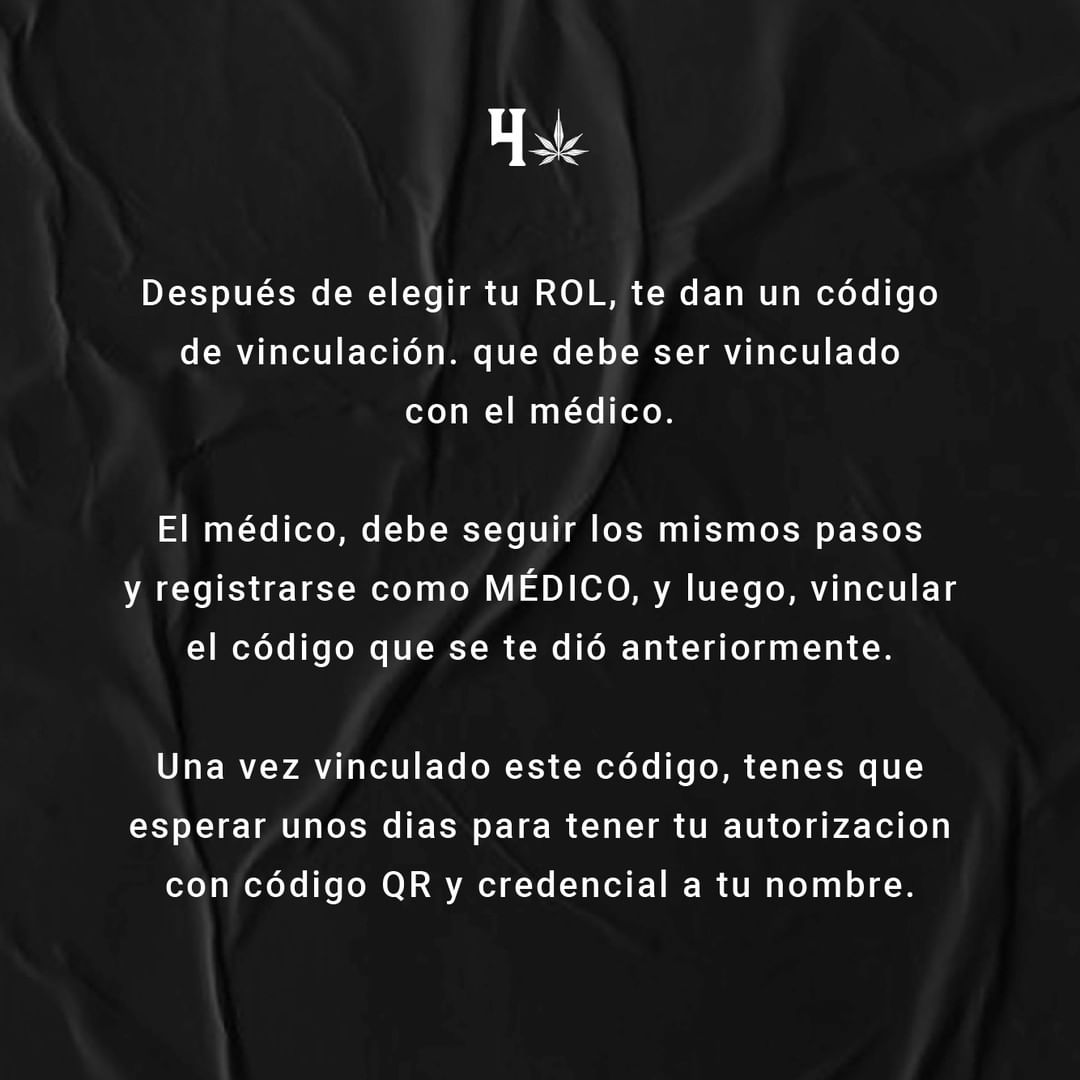 4
Después de elegir tu ROL, te dan un código
de vinculación. que debe ser vinculado
con el médico.
El médico, debe seguir los mismos pasos
y registrarse como MÉDICO, y luego, vincular
el código que se te dió anteriormente.
Una vez vinculado este código, tenes que
esperar unos dias para tener tu autorizacion
con código QR y credencial a tu nombre.